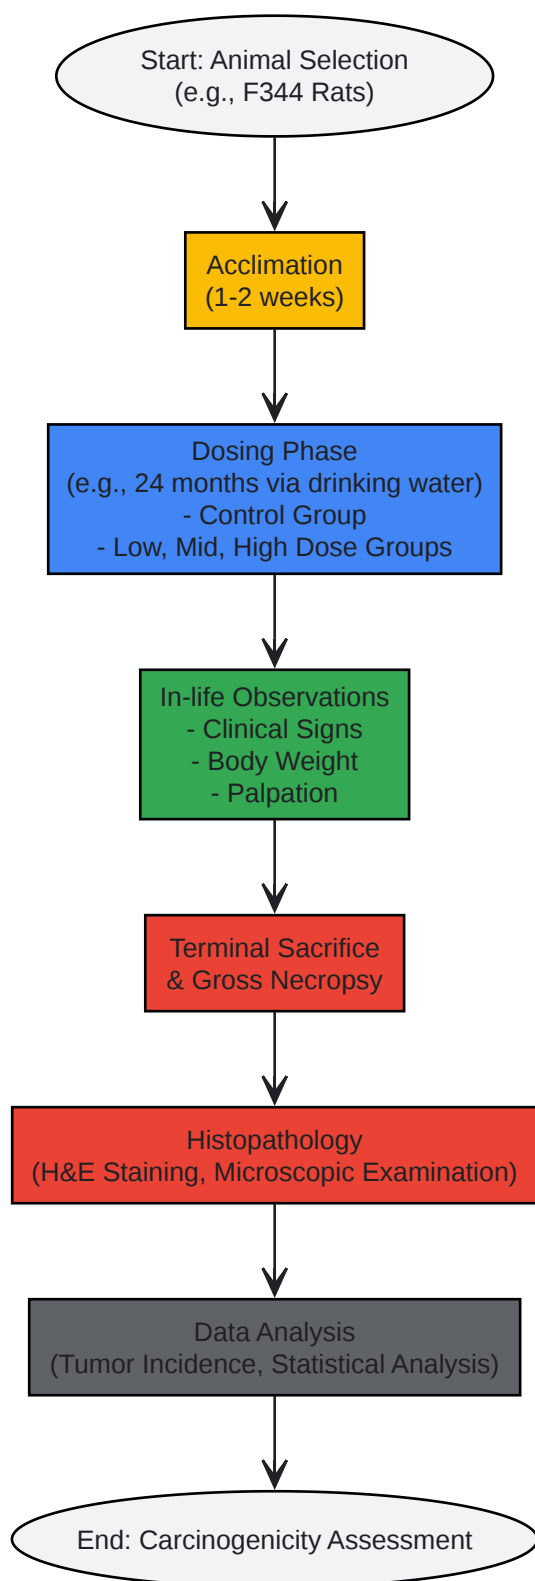 Start: Animal Selection
(e.g., F344 Rats)
Acclimation
(1-2 weeks)
Dosing Phase
(e.g., 24 months via drinking water)
- Control Group
- Low, Mid, High Dose Groups
In-life Observations
- Clinical Signs
- Body Weight
- Palpation
Terminal Sacrifice
& Gross Necropsy
Histopathology
(H&E Staining, Microscopic Examination)
Data Analysis
(Tumor Incidence, Statistical Analysis)
End: Carcinogenicity Assessment